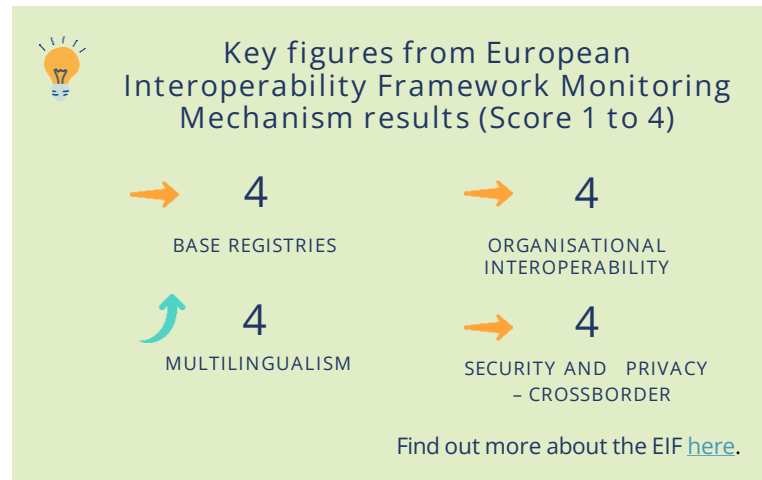 Key figures from European
Interoperability Framework Monitoring
Mechanism results (Score 1 to 4)
4
BASE REGISTRIES
4
ORGANISATIONAL
INTEROPERABILITY
4
MULTILINGUALISM
4
SECURITY AND PRIVACY
– CROSSBORDER
Find out more about the EIF here.